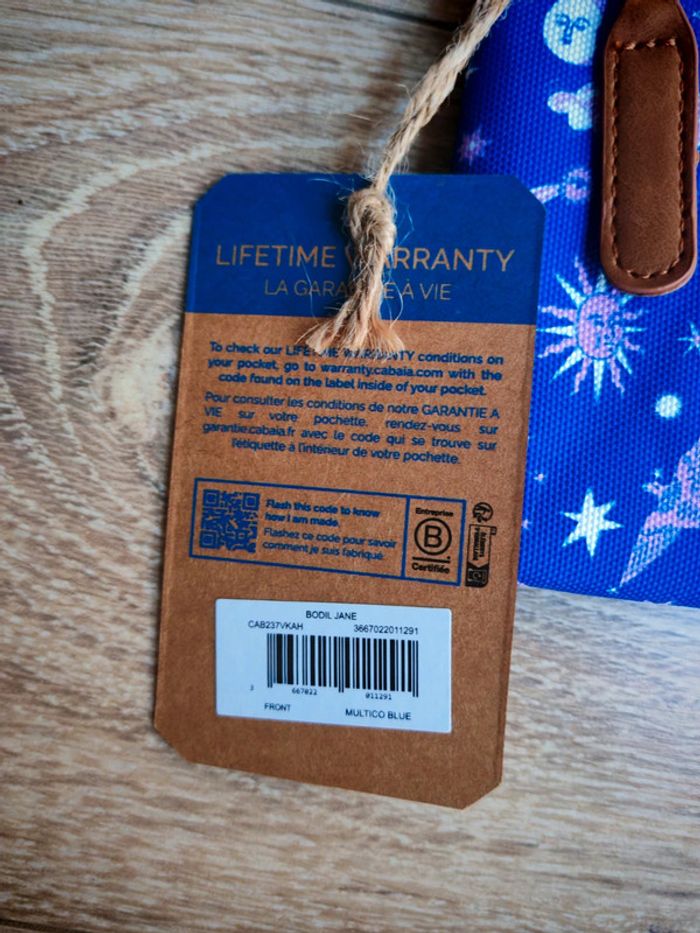 LIFETIME WARRANTY
LA GARANTIE À VIE
To check our LIFETIME WARRANTY conditions on
your pocket, go to warranty.cabaia.com with the
code found on the label inside of your pocket.
Pour consulter les conditions de notre GARANTIE A
VIE sur votre pochette, rendez-vous sur
garantie.cabaia.fr avec le code qui se trouve sur
l'étiquette à l'intérieur de votre pochette.
Flash this code to know
how I am made.
Flashez ce code pour savoir
comment je suis fabriqué.
Entreprise
B
Certifiée
BODIL JANE
CAB237VKAH 3667022011291
3 667022 011291
FRONT MULTICO BLUE